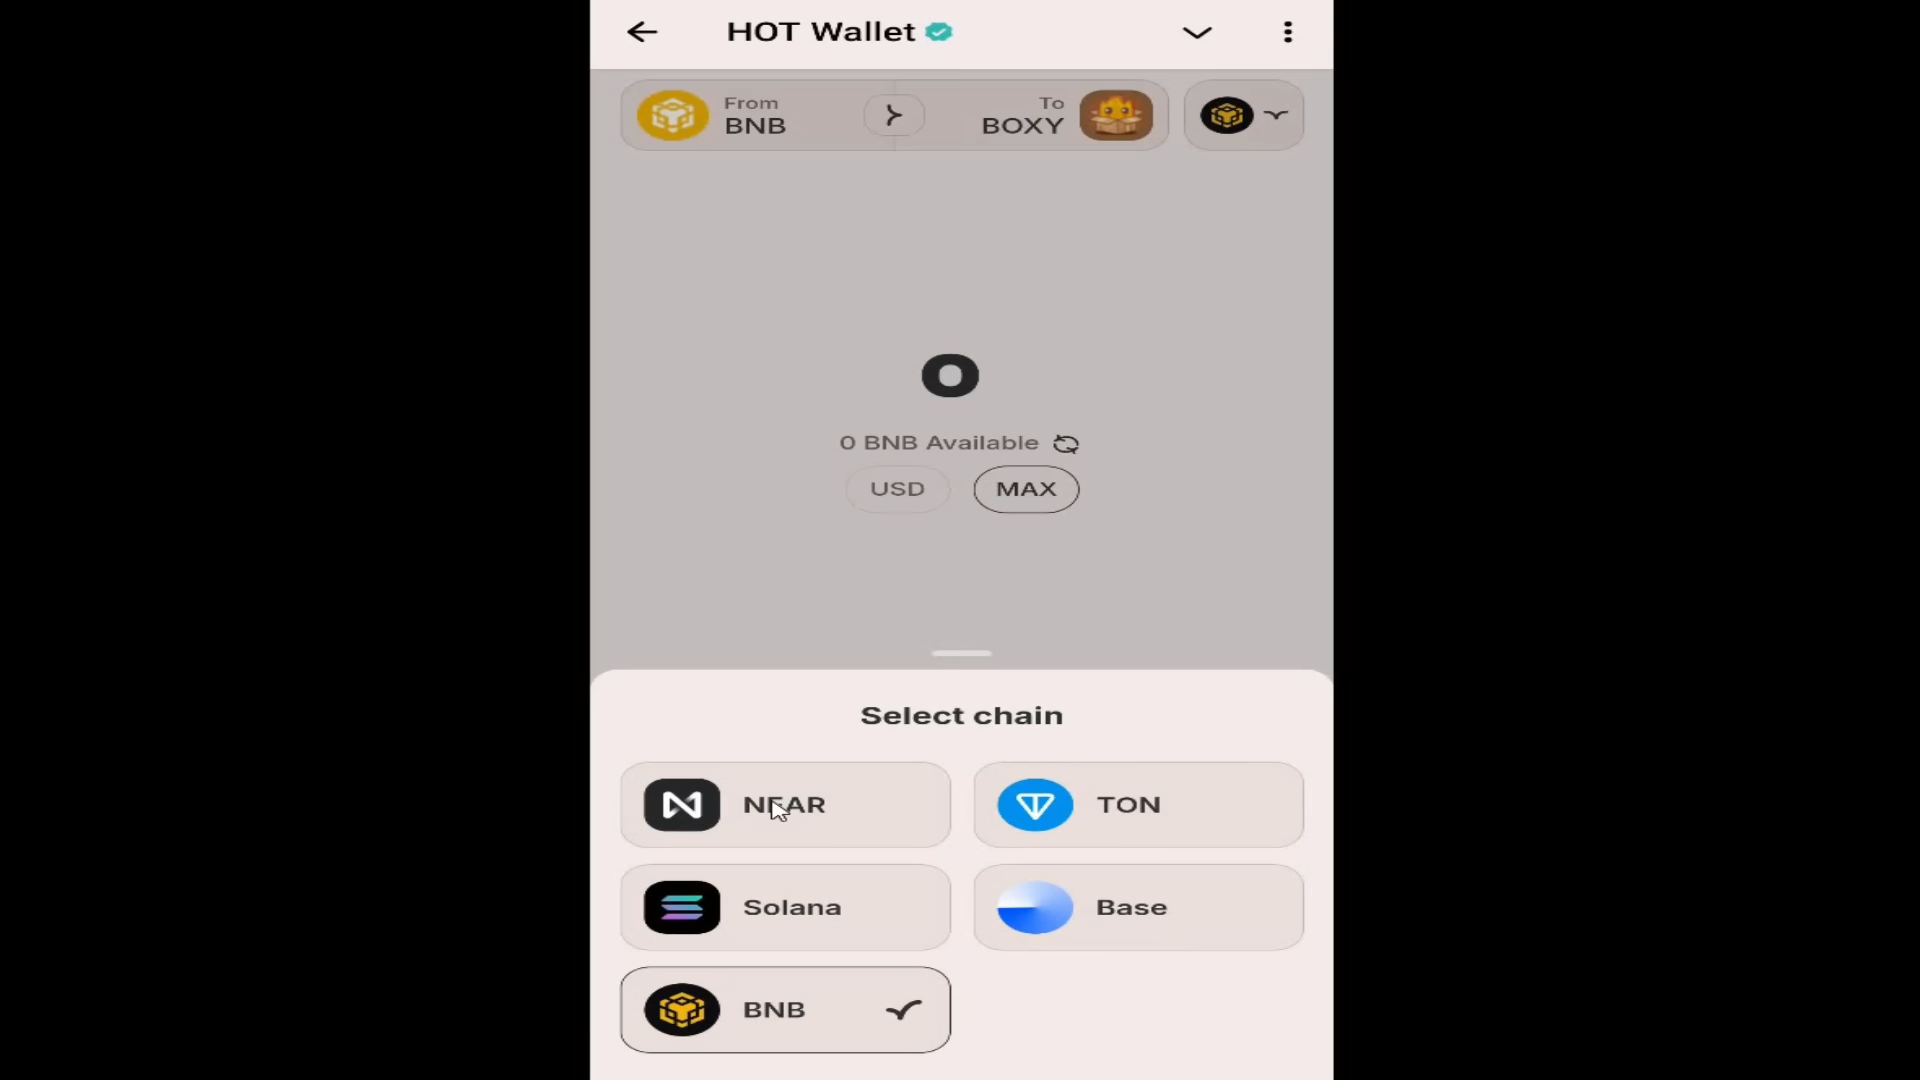 HOT Wallet
From
BNB
To
BOXY
0
0 BNB Available
USD
MAX
Select chain
NEAR
TON
Solana
Base
BNB